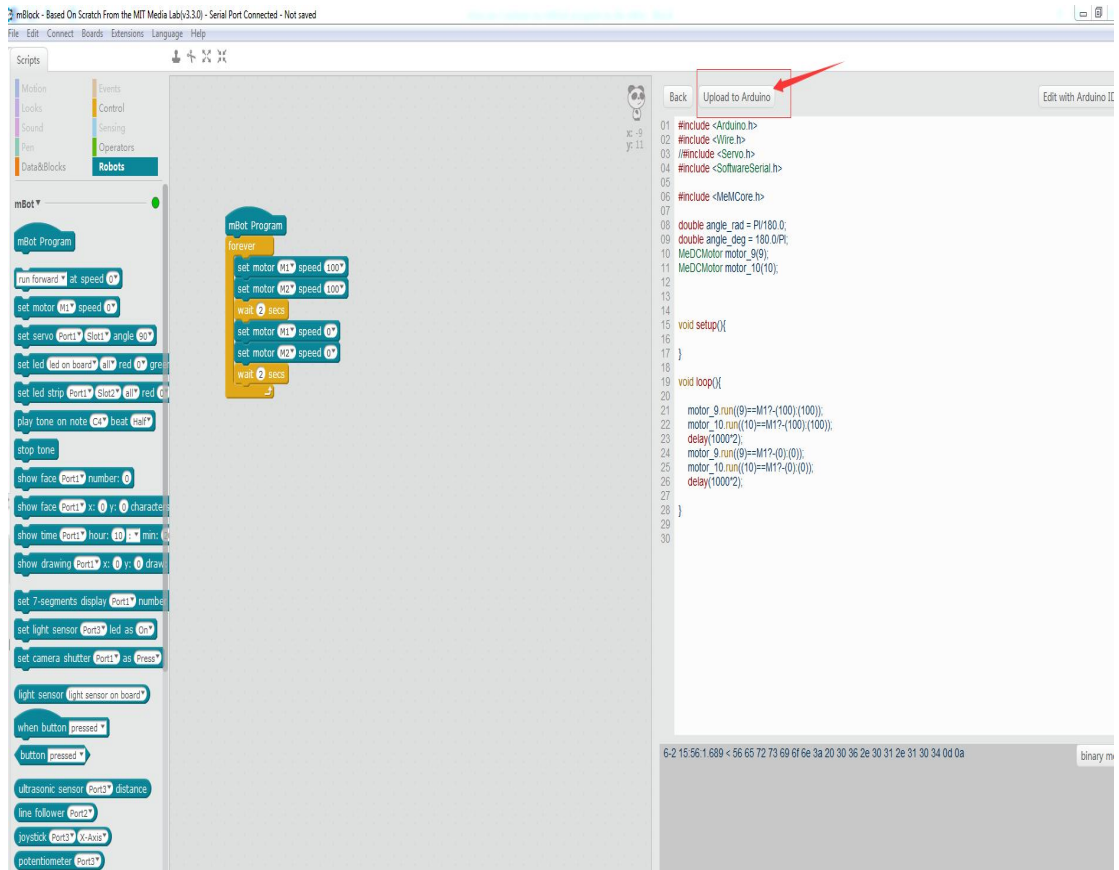 mBlock - Based On Scratch From the MIT Media Lab(v3.3.0) - Serial Port Connected - Not saved
File Edit Connect Boards Extensions Language Help
Scripts
Motion Events
Looks Control
Sound Sensing
Pen Operators
Data&Blocks Robots
mBot
mBot Program
run forward at speed 0
set motor M1 speed 0
set servo Port1 Slot1 angle 90
set led led on board all red 0
set led strip Port1 Slot2 all red
play tone on note C4 beat Half
stop tone
show face Port1 number: 0
show face Port1 x: 0 y: 0 characters
show time Port1 hour: 10 : min:
show drawing Port1 x: 0 y: 0 draw
set 7-segments display Port1 number
set light sensor Port3 led as On
set camera shutter Port1 as Press
light sensor light sensor on board
when button pressed
button pressed
ultrasonic sensor Port3 distance
line follower Port2
joystick Port3 X-Axis
potentiometer Port3
x: -9
y: 11
mBot Program
forever
set motor M1 speed 100
set motor M2 speed 100
wait 2 secs
set motor M1 speed 0
set motor M2 speed 0
wait 2 secs
Back Upload to Arduino Edit with Arduino ID
01 #include <Arduino.h>
02 #include <Wire.h>
03 //#include <Servo.h>
04 #include <SoftwareSerial.h>
05
06 #include <MeMCore.h>
07
08 double angle_rad = PI/180.0;
09 double angle_deg = 180.0/PI;
10 MeDCMotor motor_9(9);
11 MeDCMotor motor_10(10);
12
13
14
15 void setup(){
16
17 }
18
19 void loop(){
20
21 motor_9.run((9)==M1?-(100):(100));
22 motor_10.run((10)==M1?-(100):(100));
23 delay(1000*2);
24 motor_9.run((9)==M1?-(0):(0));
25 motor_10.run((10)==M1?-(0):(0));
26 delay(1000*2);
27
28 }
29
30
6-2 15:56:1.689 < 56 65 72 73 69 6f 6e 3a 20 30 36 2e 30 31 2e 31 30 34 0d 0a
binary mo